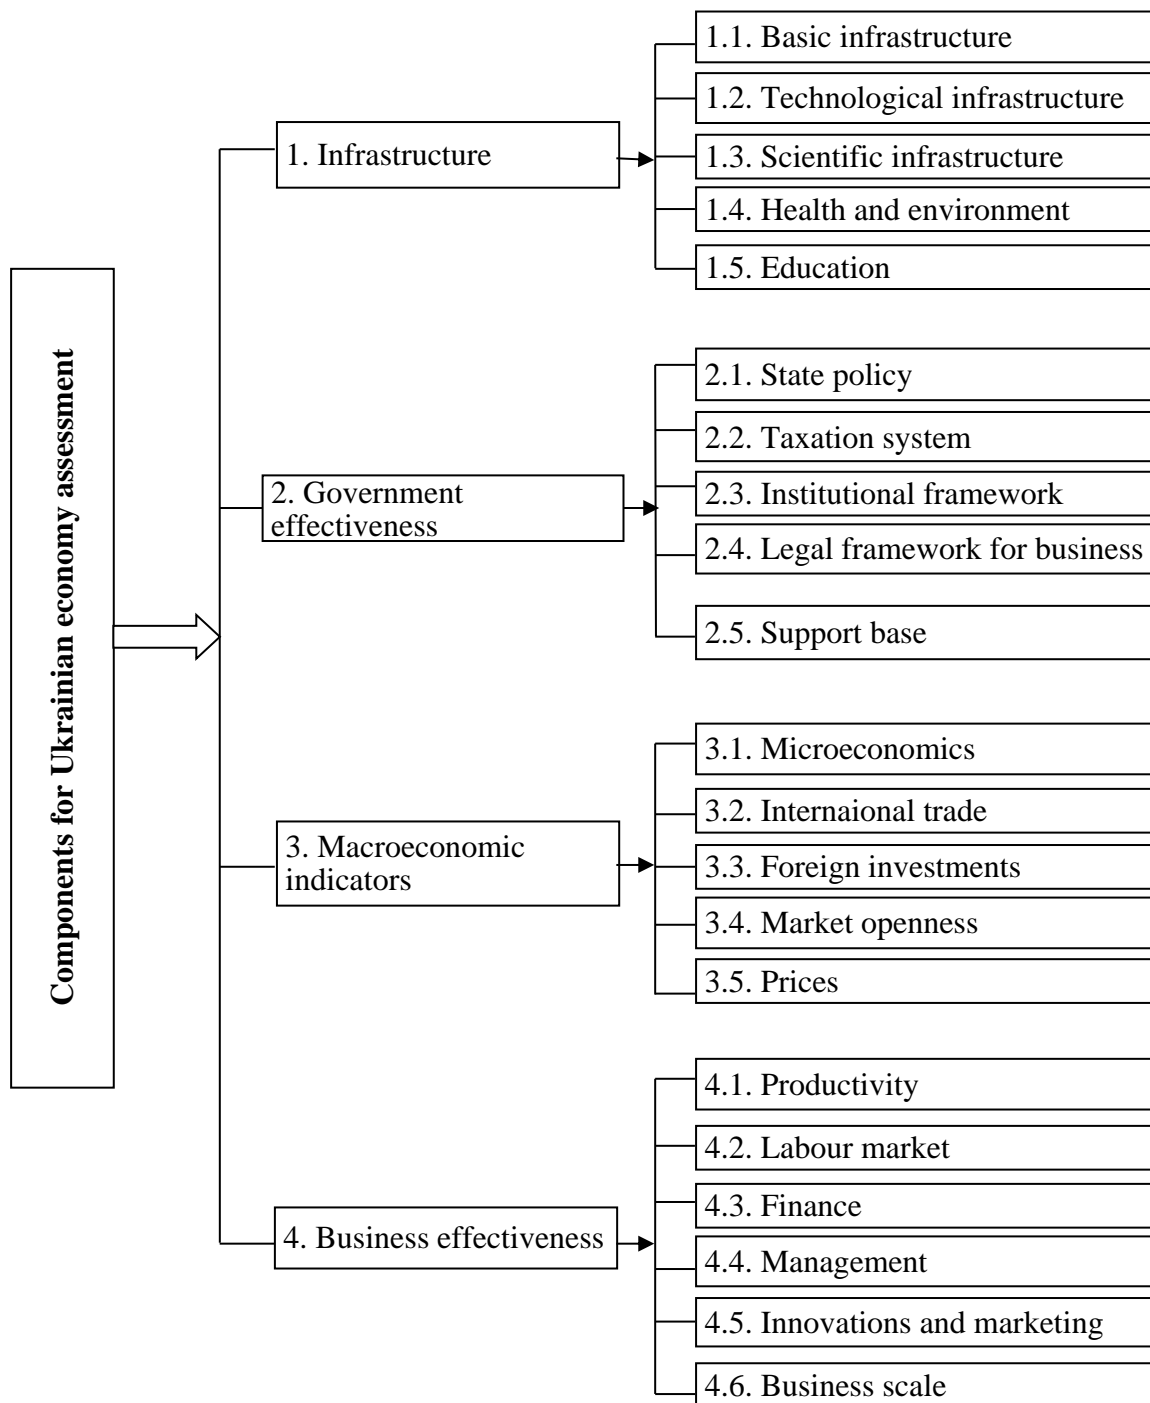 Components for Ukrainian economy assessment
1. Infrastructure
1.1. Basic infrastructure
1.2. Technological infrastructure
1.3. Scientific infrastructure
1.4. Health and environment
1.5. Education
2. Government
effectiveness
2.1. State policy
2.2. Taxation system
2.3. Institutional framework
2.4. Legal framework for business
2.5. Support base
3. Macroeconomic
indicators
3.1. Microeconomics
3.2. Internaional trade
3.3. Foreign investments
3.4. Market openness
3.5. Prices
4. Business effectiveness
4.1. Productivity
4.2. Labour market
4.3. Finance
4.4. Management
4.5. Innovations and marketing
4.6. Business scale